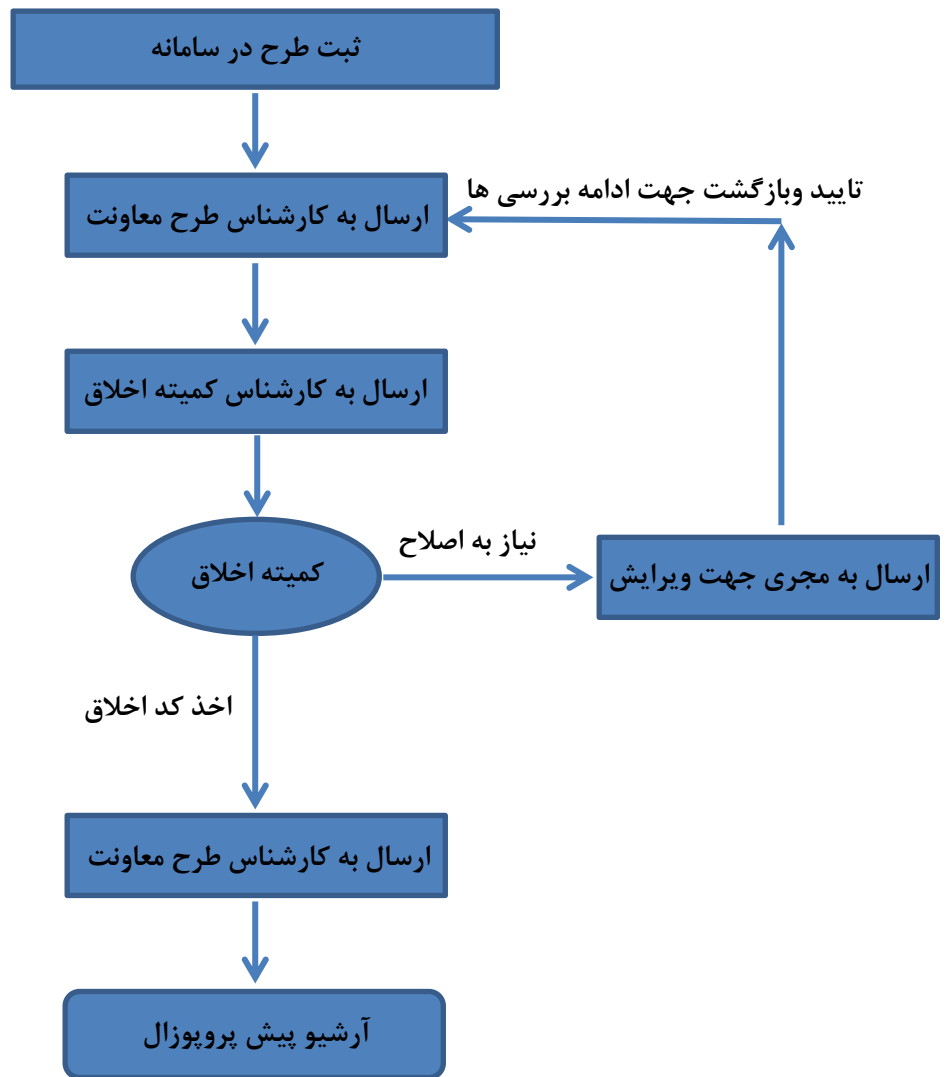 ثبت طرح در سامانه
تایید وبازگشت جهت ادامه بررسی ها
ارسال به کارشناس طرح معاونت
ارسال به کارشناس کمیته اخلاق
نیاز به اصلاح
کمیته اخلاق
ارسال به مجری جهت ویرایش
اخذ کد اخلاق
ارسال به کارشناس طرح معاونت
آرشیو پیش پروپوزال